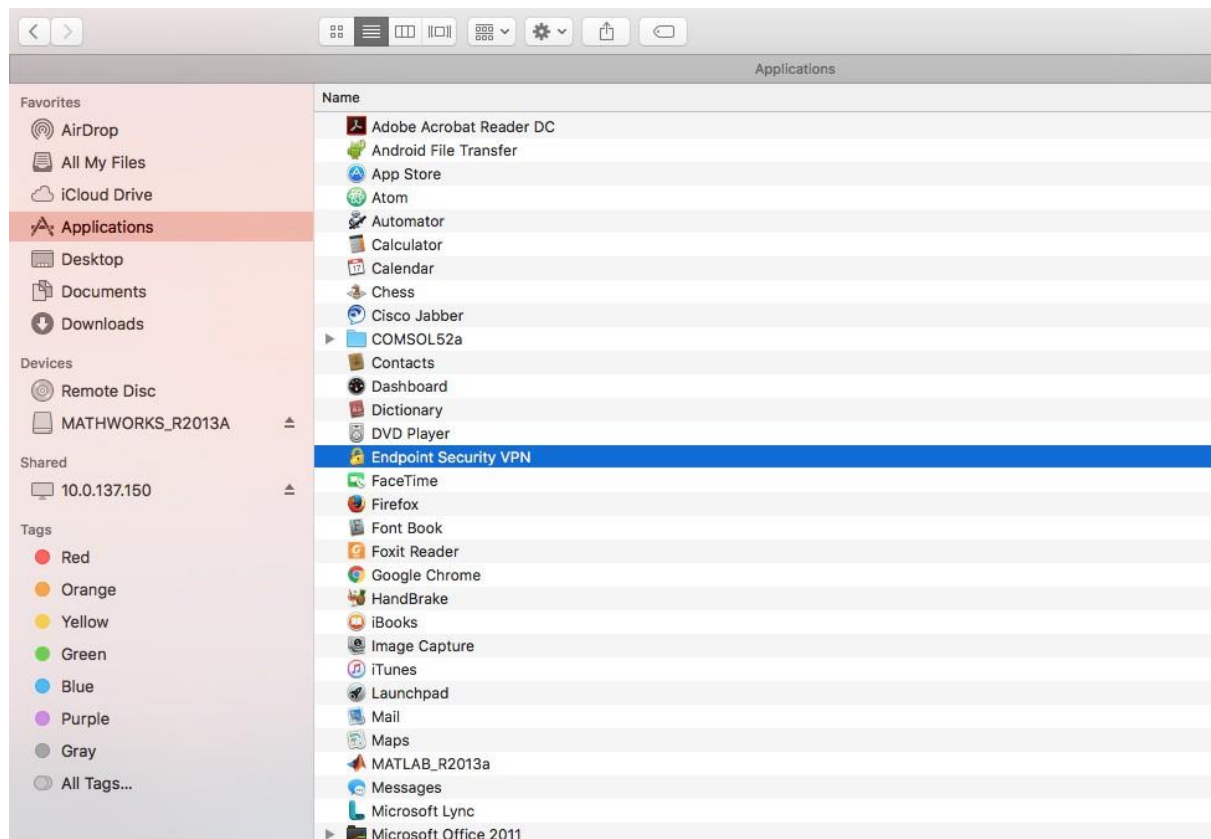 Applications
Favorites
AirDrop
All My Files
iCloud Drive
Applications
Desktop
Documents
Downloads
Devices
Remote Disc
MATHWORKS_R2013A
Shared
10.0.137.150
Tags
Red
Orange
Yellow
Green
Blue
Purple
Gray
All Tags...
Name
Adobe Acrobat Reader DC
Android File Transfer
App Store
Atom
Automator
Calculator
Calendar
Chess
Cisco Jabber
COMSOL52a
Contacts
Dashboard
Dictionary
DVD Player
Endpoint Security VPN
FaceTime
Firefox
Font Book
Foxit Reader
Google Chrome
HandBrake
iBooks
Image Capture
iTunes
Launchpad
Mail
Maps
MATLAB_R2013a
Messages
Microsoft Lync
Microsoft Office 2011